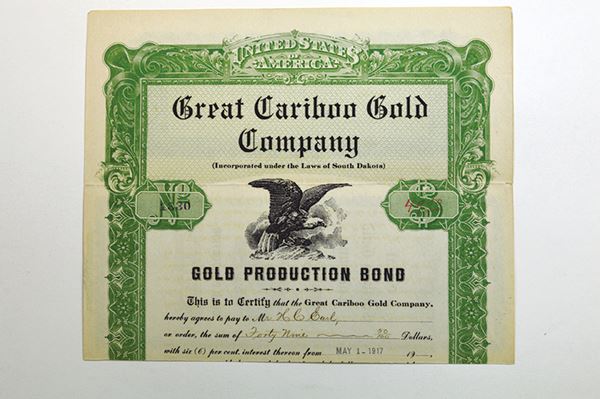 UNITED STATES
OF
AMERICA
Great Cariboo Gold
Company
(Incorporated under the Laws of South Dakota)
No
$
GOLD PRODUCTION BOND
This is to Certify that the Great Cariboo Gold Company,
hereby agrees to pay to Mr H C Earl
or order, the sum of Forty Nine Dollars,
with six (6) per cent. interest thereon from MAY 1 - 1917 19